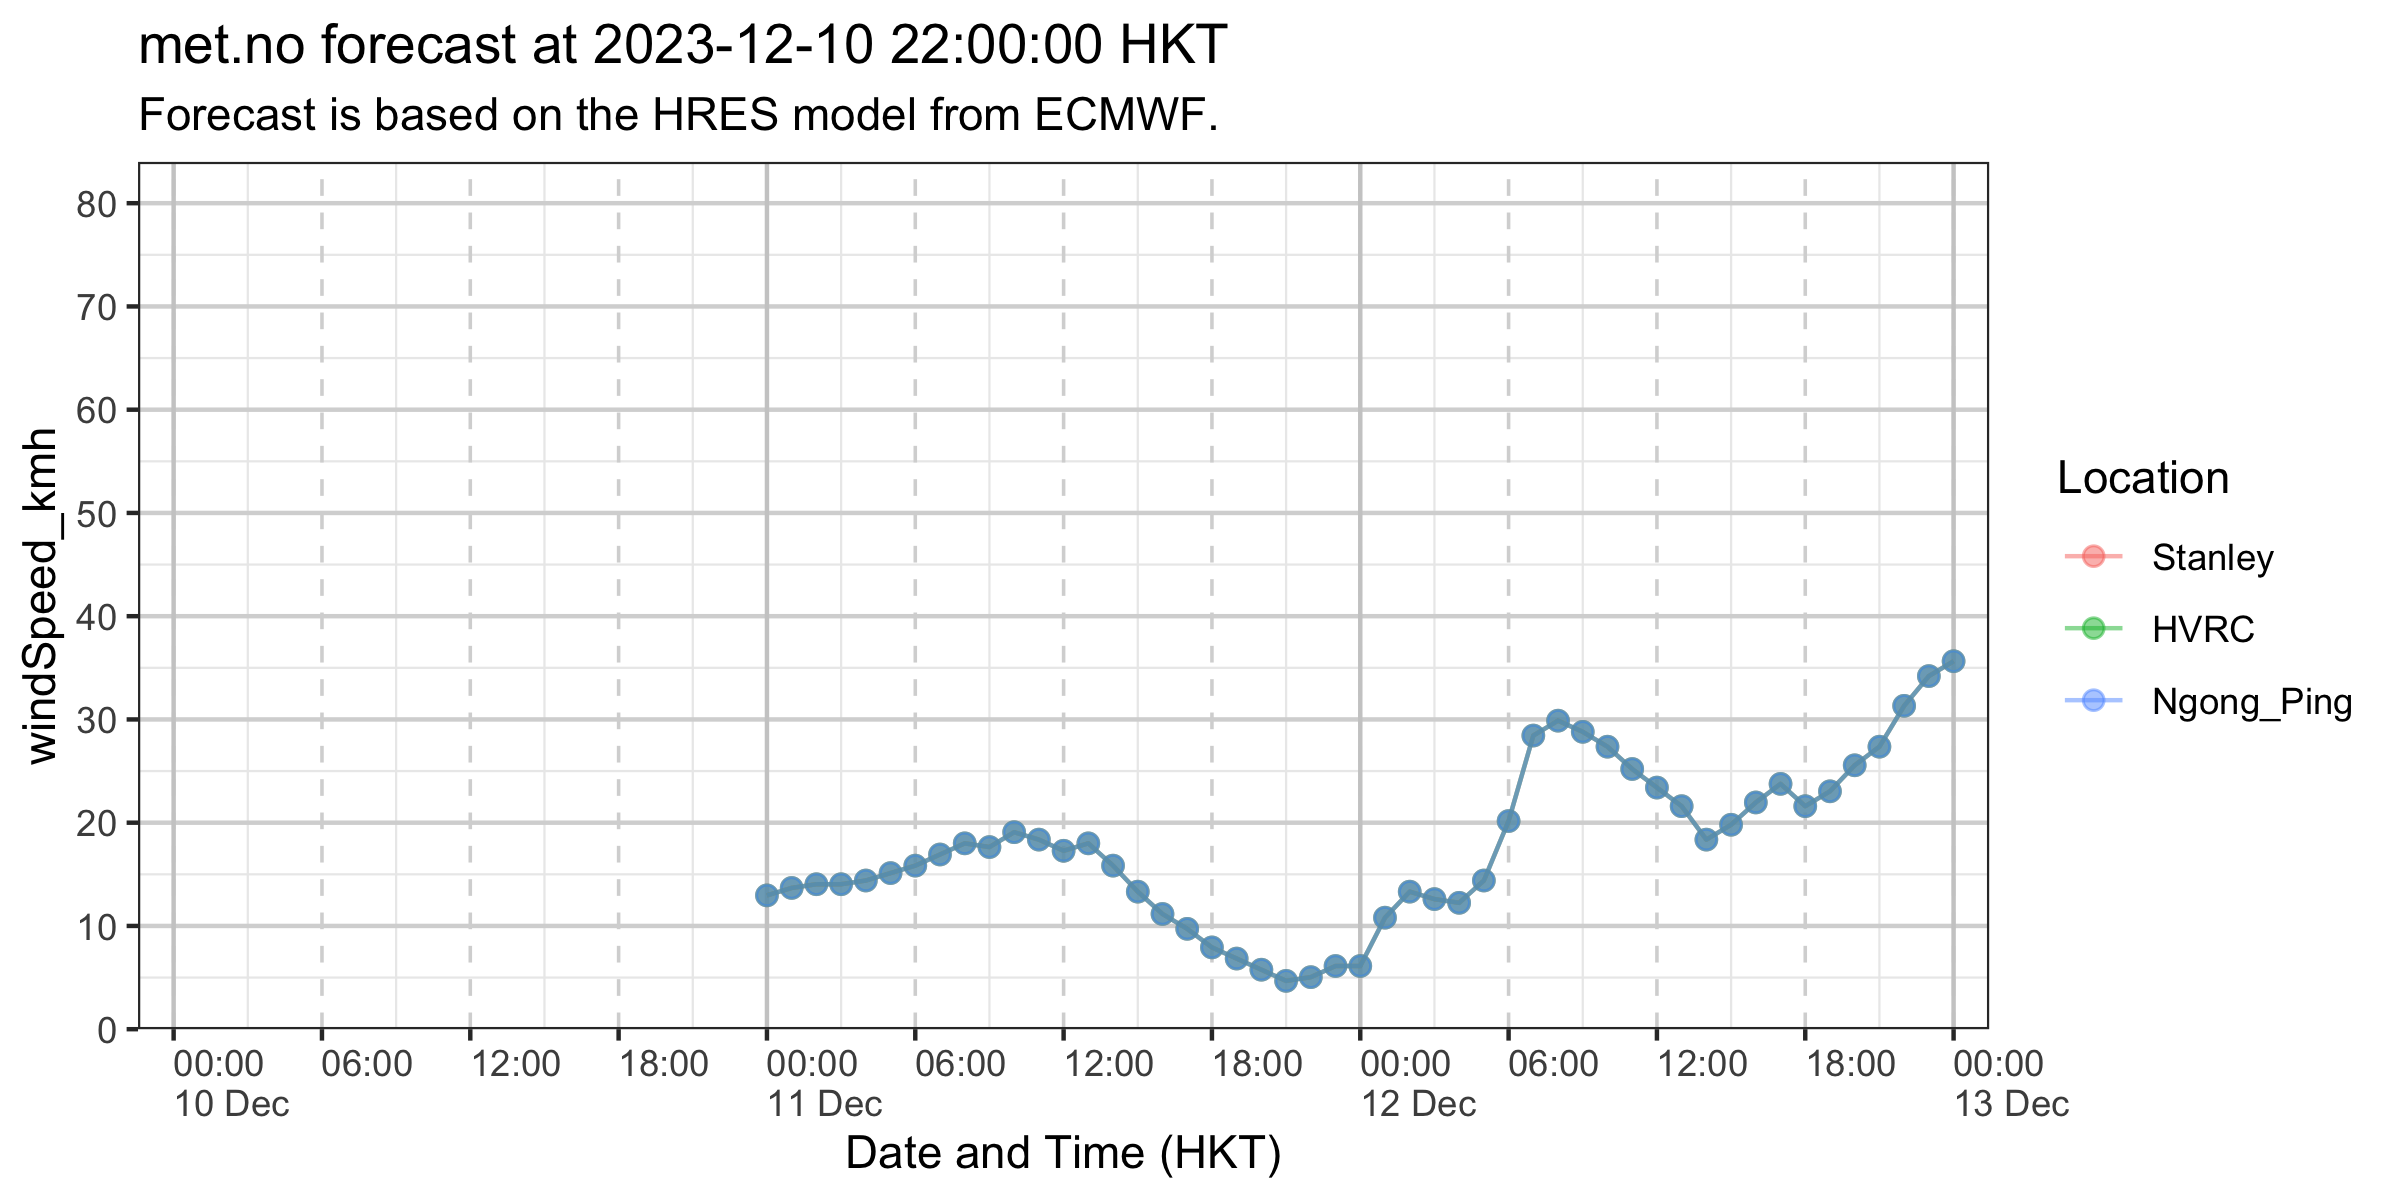 met.no forecast at 2023-12-10 22:00:00 HKT
Forecast is based on the HRES model from ECMWF.
windSpeed_kmh
80
70
60
50
40
30
20
10
0
00:00 06:00 12:00 18:00 00:00 06:00 12:00 18:00 00:00 06:00 12:00 18:00 00:00
10 Dec 11 Dec 12 Dec 13 Dec
Date and Time (HKT)
Location
Stanley
HVRC
Ngong_Ping